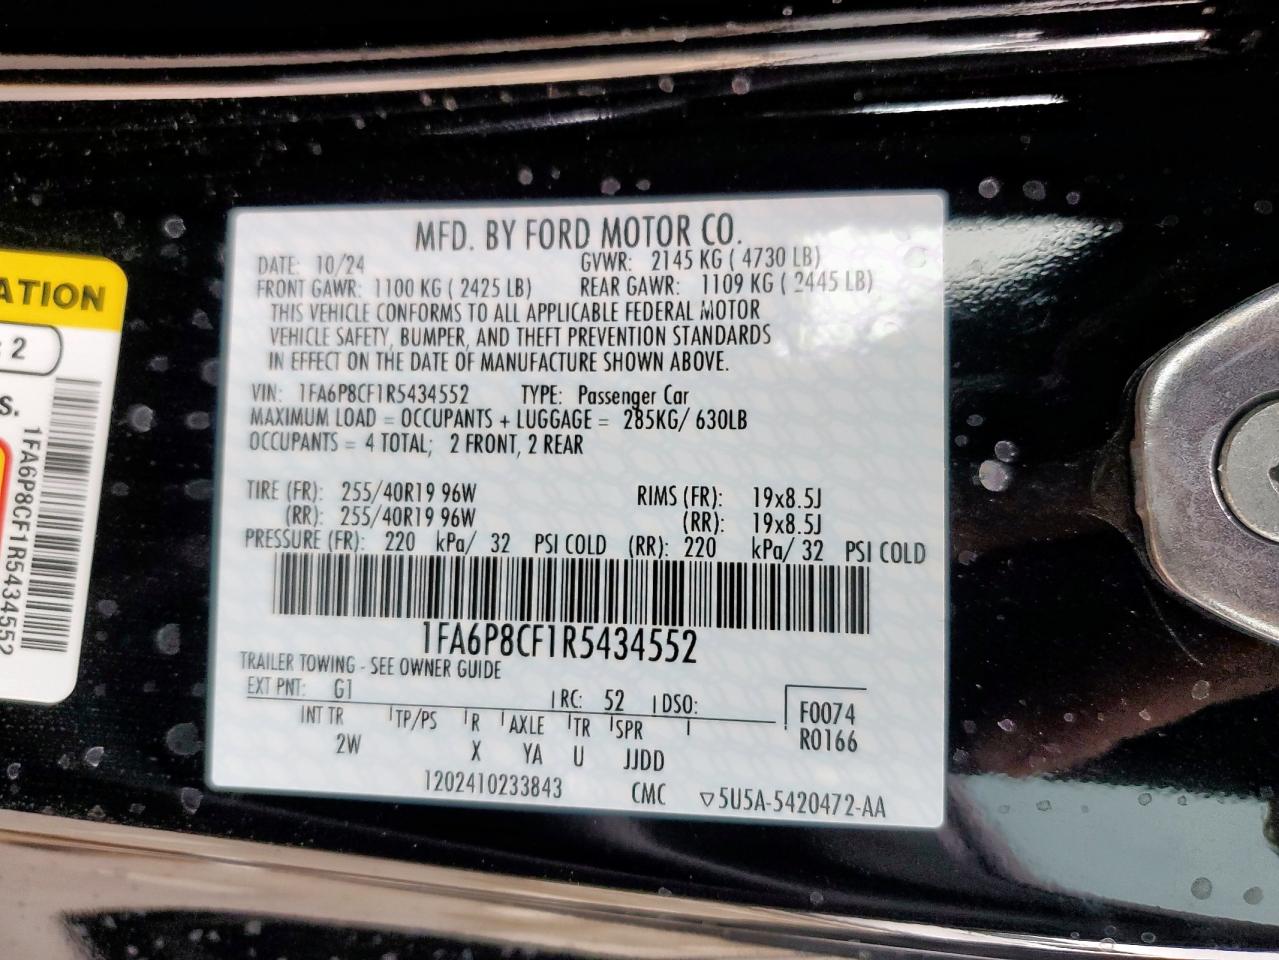 MFD. BY FORD MOTOR CO.
DATE: 10/24 GVWR: 2145 KG ( 4730 LB)
FRONT GAWR: 1100 KG ( 2425 LB) REAR GAWR: 1109 KG ( 2445 LB)
THIS VEHICLE CONFORMS TO ALL APPLICABLE FEDERAL MOTOR
VEHICLE SAFETY, BUMPER, AND THEFT PREVENTION STANDARDS
IN EFFECT ON THE DATE OF MANUFACTURE SHOWN ABOVE.
VIN: 1FA6P8CF1R5434552 TYPE: Passenger Car
MAXIMUM LOAD = OCCUPANTS + LUGGAGE = 285KG/ 630LB
OCCUPANTS = 4 TOTAL; 2 FRONT, 2 REAR
TIRE (FR): 255/40R19 96W RIMS (FR): 19x8.5J
(RR): 255/40R19 96W (RR): 19x8.5J
PRESSURE (FR): 220 kPa/ 32 PSI COLD (RR): 220 kPa/ 32 PSI COLD
1FA6P8CF1R5434552
TRAILER TOWING - SEE OWNER GUIDE
EXT PNT: G1 RC: 52 DSO:
INT TR TP/PS R AXLE TR SPR F0074
2W X YA U JJDD R0166
1202410233843 CMC ▽5U5A-5420472-AA
ATION
: 2
S.
1FA6P8CF1R5434552